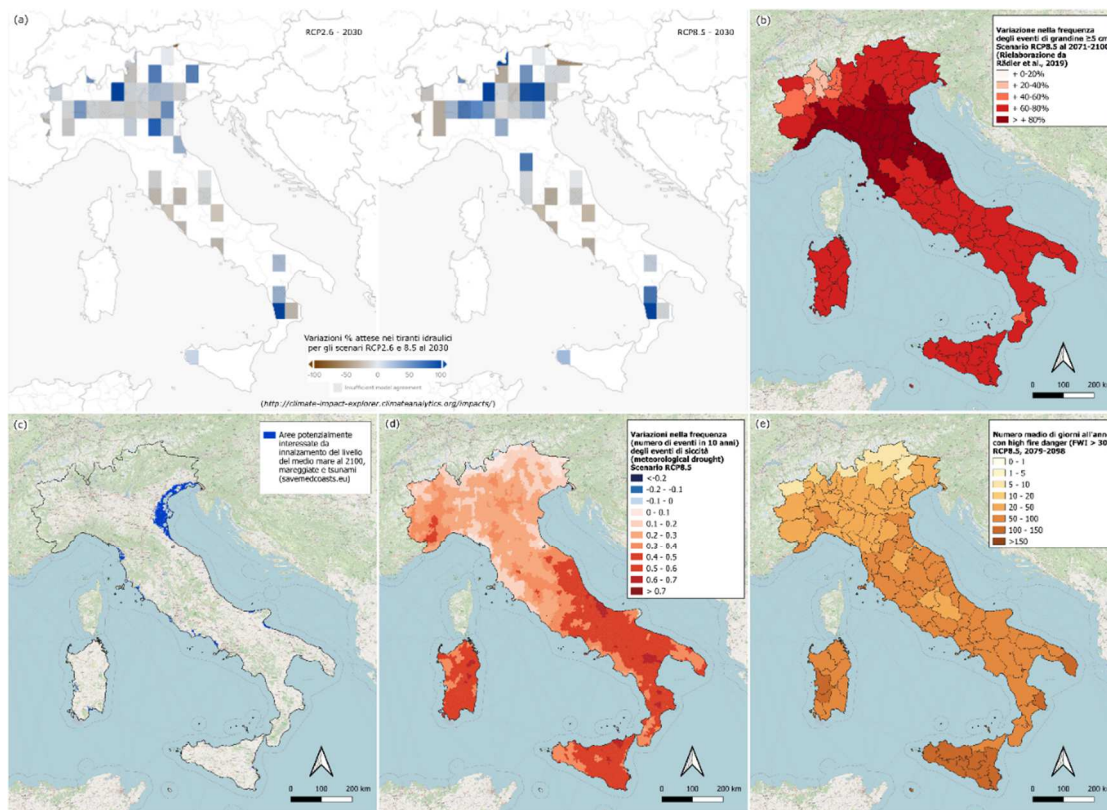 (a)
RCP2.6 - 2030
RCP8.5 - 2030
Variazioni % attese nei tiranti idraulici
per gli scenari RCP2.6 e 8.5 al 2030
-100 -50 0 50 100
Insufficient model agreement
(http://climate-impact-explorer.climateanalytics.org/impacts/)
(b)
Variazione nella frequenza
degli eventi di grandine ≥5 cm
Scenario RCP8.5 al 2071-2100
(Rielaborazione da
Rädler et al., 2019)
+ 0-20%
+ 20-40%
+ 40-60%
+ 60-80%
> + 80%
0 100 200 km
(c)
Aree potenzialmente
interessate da
innalzamento del livello
del medio mare al 2100,
mareggiate e tsunami
(savemedcoasts.eu)
0 100 200 km
(d)
Variazioni nella frequenza
(numero di eventi in 10 anni)
degli eventi di siccità
(meteorological drought)
Scenario RCP8.5
<-0.2
-0.2 - -0.1
-0.1 - 0
0 - 0.1
0.1 - 0.2
0.2 - 0.3
0.3 - 0.4
0.4 - 0.5
0.5 - 0.6
0.6 - 0.7
> 0.7
0 100 200 km
(e)
Numero madio di giorni all'anno
con high fire danger (FWI > 30)
RCP8.5, 2079-2098
0 - 1
1 - 5
5 - 10
10 - 20
20 - 50
50 - 100
100 - 150
>150
0 100 200 km